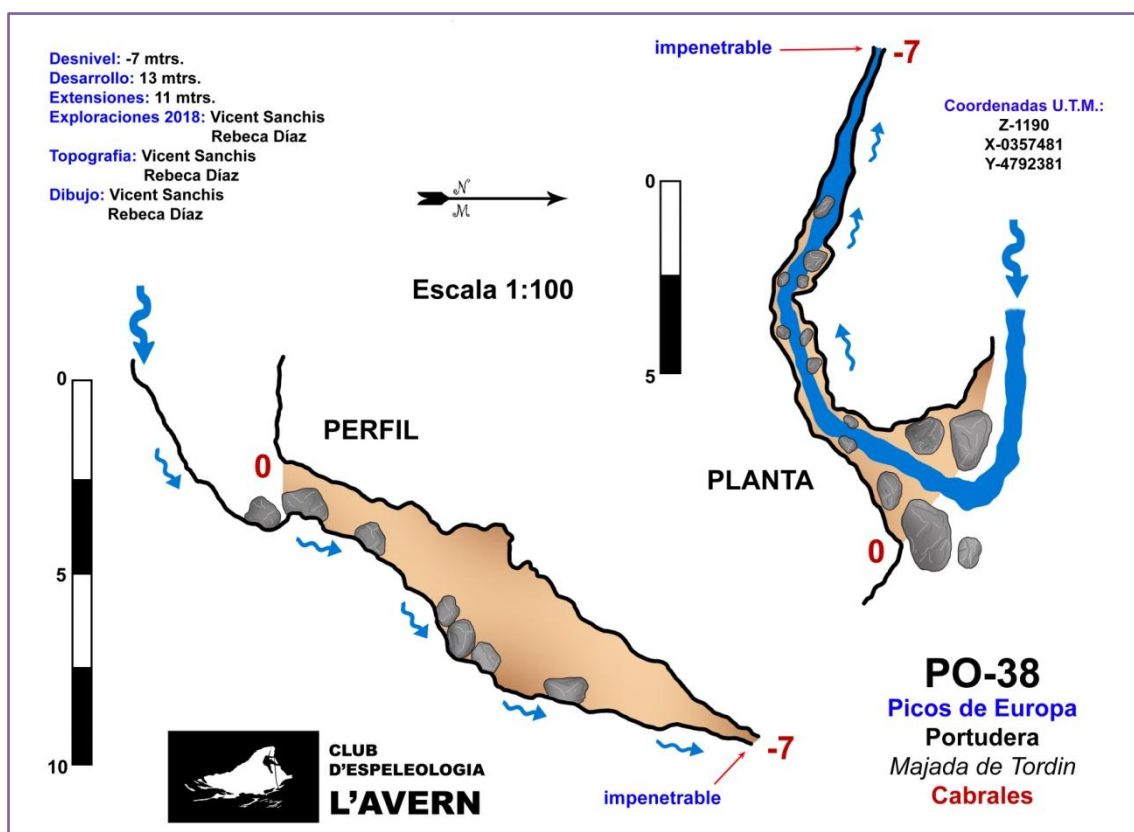 Desnivel: -7 mtrs.
Desarrollo: 13 mtrs.
Extensiones: 11 mtrs.
Exploraciones 2018: Vicent Sanchis
Rebeca Díaz
Topografia: Vicent Sanchis
Rebeca Díaz
Dibujo: Vicent Sanchis
Rebeca Díaz
N
M
Escala 1:100
impenetrable
-7
Coordenadas U.T.M.:
Z-1190
X-0357481
Y-4792381
0
5
PLANTA
0
0
5
10
PERFIL
0
-7
impenetrable
CLUB
D'ESPELEOLOGIA
L'AVERN
PO-38
Picos de Europa
Portudera
Majada de Tordin
Cabrales